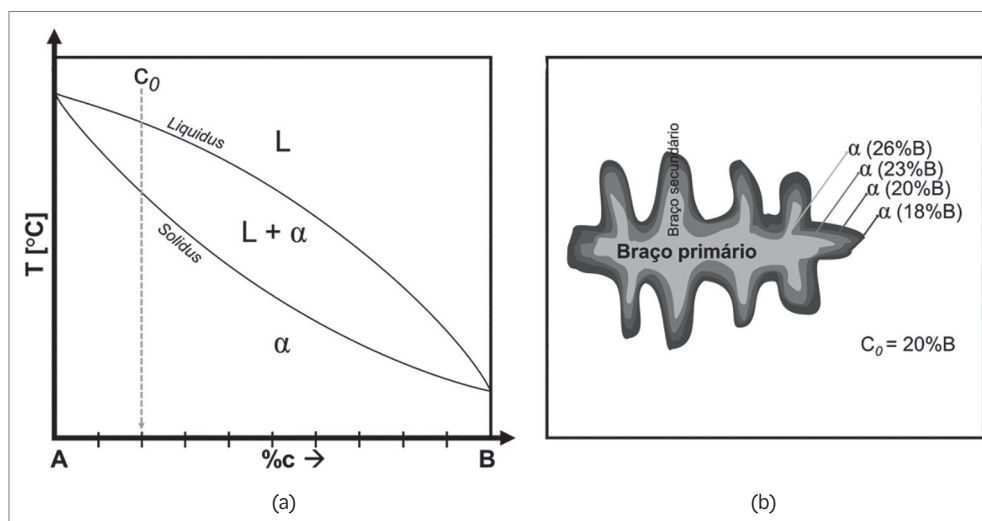 C0
Liquidus
L
Solidus
L + α
α
T [°C]
A
%c →
B
(a)
Braço secundário
Braço primário
α (26%B)
α (23%B)
α (20%B)
α (18%B)
C0 = 20%B
(b)